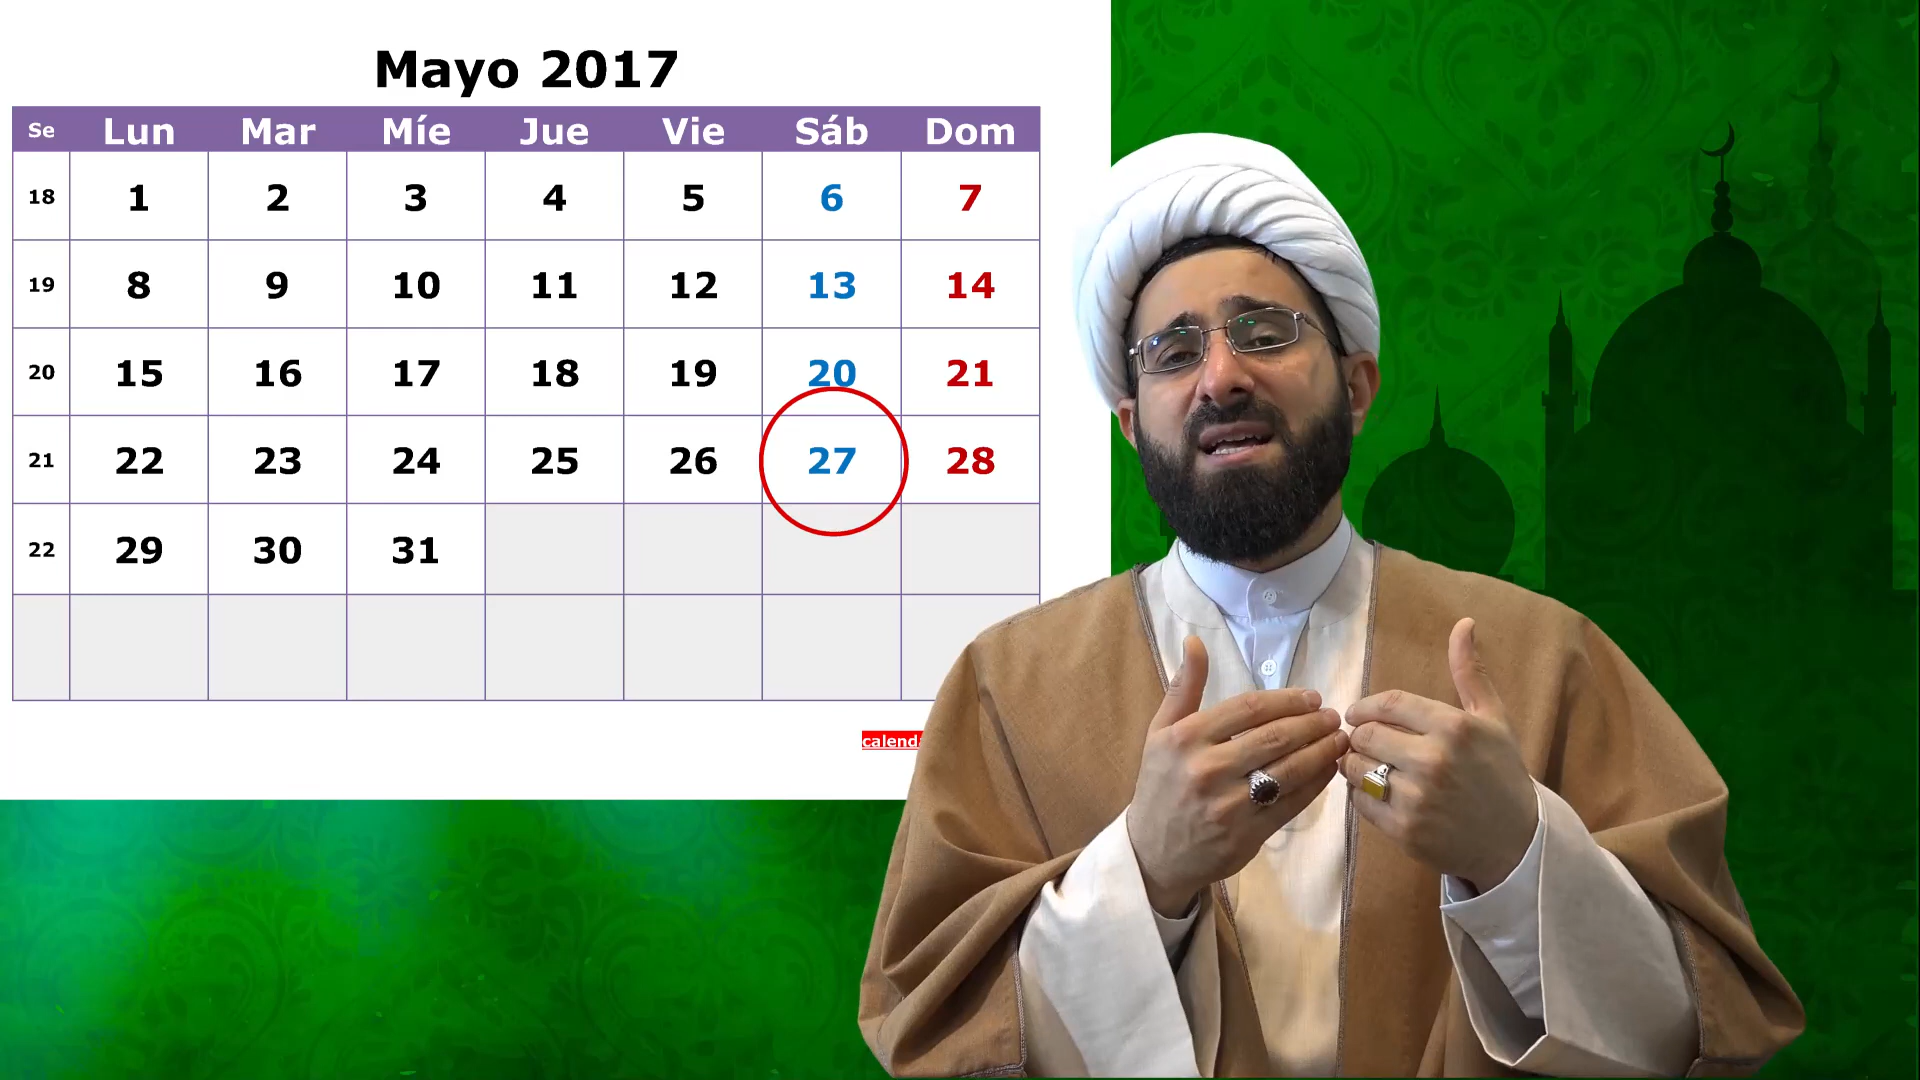 Mayo 2017
Se Lun Mar Míe Jue Vie Sáb Dom
18 1 2 3 4 5 6 7
19 8 9 10 11 12 13 14
20 15 16 17 18 19 20 21
21 22 23 24 25 26 27 28
22 29 30 31